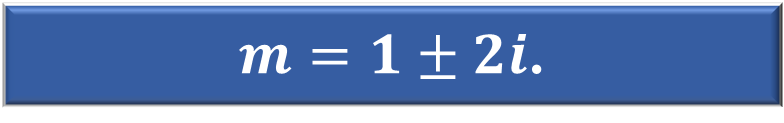 m = 1 ± 2i.